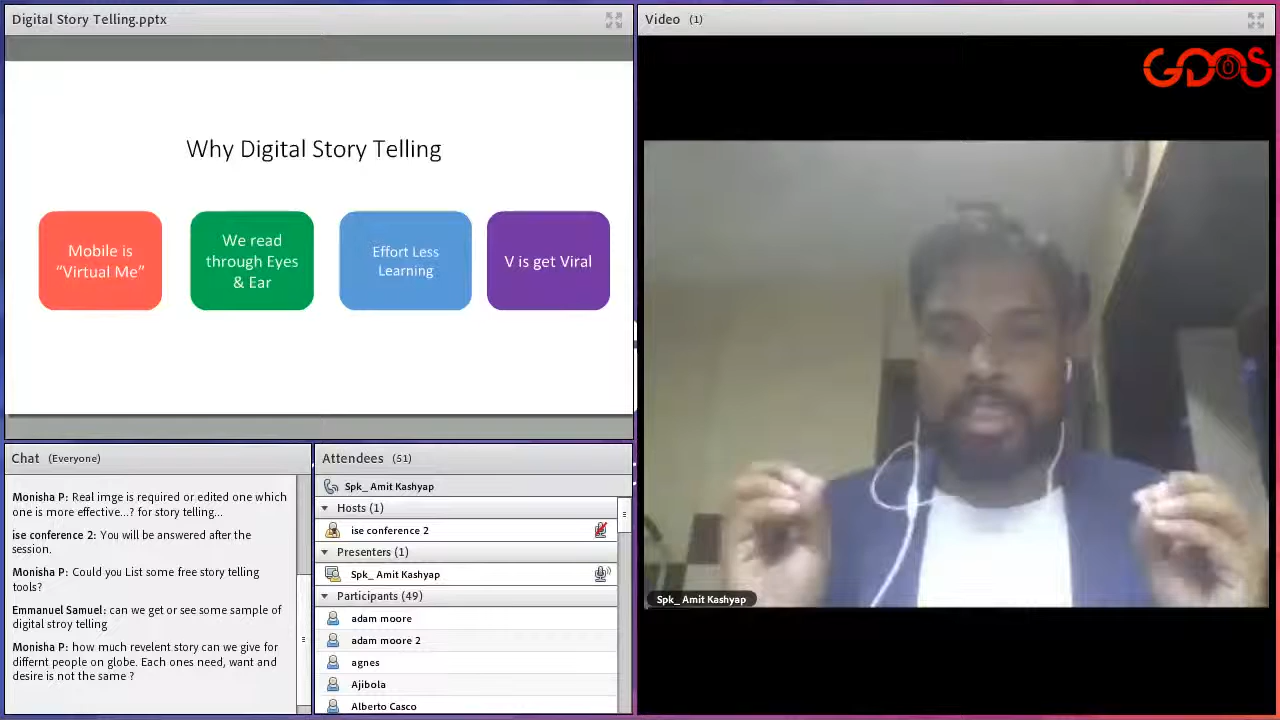 Digital Story Telling.pptx
Why Digital Story Telling
Mobile is
“Virtual Me”
We read
through Eyes
& Ear
Effort Less
Learning
V is get Viral
Chat (Everyone)
Monisha P: Real imge is required or edited one which
one is more effective...? for story telling...
ise conference 2: You will be answered after the
session.
Monisha P: Could you List some free story telling
tools?
Emmanuel Samuel: can we get or see some sample of
digital stroy telling
Monisha P: how much revelent story can we give for
differnt people on globe. Each ones need, want and
desire is not the same ?
Attendees (51)
Spk_ Amit Kashyap
Hosts (1)
ise conference 2
Presenters (1)
Spk_ Amit Kashyap
Participants (49)
adam moore
adam moore 2
agnes
Ajibola
Alberto Casco
Video (1)
Spk_ Amit Kashyap